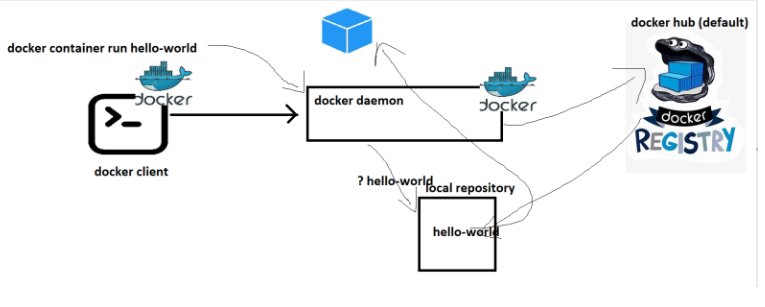 docker hub (default)
docker container run hello-world
docker
docker daemon
docker
docker
REGISTRY
docker client
? hello-world
local repository
hello-world